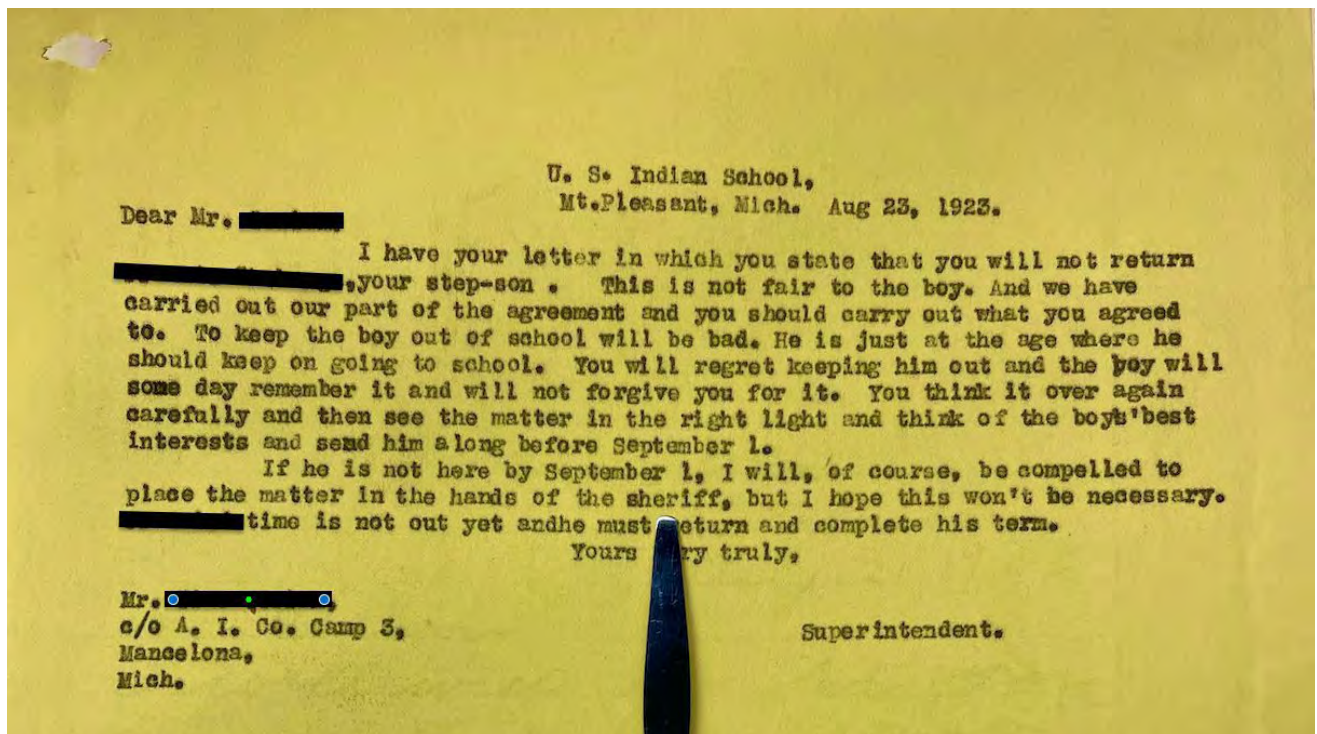 U. S. Indian School,
Mt.Pleasant, Mich. Aug 23, 1923.
Dear Mr.
I have your letter in which you state that you will not return
,your step-son . This is not fair to the boy. And we have
carried out our part of the agreement and you should carry out what you agreed
to. To keep the boy out of school will be bad. He is just at the age where he
should keep on going to school. You will regret keeping him out and the boy will
some day remember it and will not forgive you for it. You think it over again
carefully and then see the matter in the right light and think of the boys'best
interests and send him along before September 1.
If he is not here by September 1, I will, of course, be compelled to
place the matter in the hands of the sheriff, but I hope this won't be necessary.
time is not out yet andhe must and complete his term.
Yours truly,
Mr.
c/o A. I. Co. Camp 3,
Superintendent.
Mancelona,
Mich.